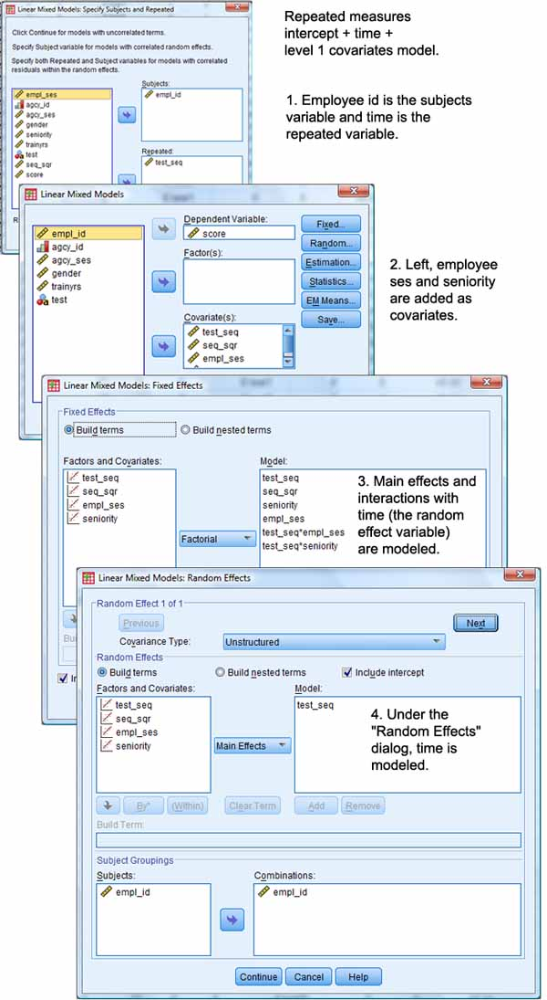 Linear Mixed Models: Specify Subjects and Repeated
Click Continue for models with uncorrelated terms.
Specify Subject variable for models with correlated random effects.
Specify both Repeated and Subject variables for models with correlated
residuals within the random effects.
empl_ses
agcy_id
agcy_ses
gender
seniority
trainyrs
test
seq_sqr
score
Subjects:
empl_id
Repeated:
test_seq
Repeated measures
intercept + time +
level 1 covariates model.
1. Employee id is the subjects
variable and time is the
repeated variable.
Linear Mixed Models
empl_id
agcy_id
agcy_ses
gender
trainyrs
test
Dependent Variable:
score
Factor(s):
Covariate(s):
test_seq
seq_sqr
empl_ses
Fixed...
Random...
Estimation...
Statistics...
EM Means...
Save...
2. Left, employee
ses and seniority
are added as
covariates.
Linear Mixed Models: Fixed Effects
Fixed Effects
Build terms
Build nested terms
Factors and Covariates:
test_seq
seq_sqr
empl_ses
seniority
Factorial
Model:
test_seq
seq_sqr
seniority
empl_ses
test_seq*empl_ses
test_seq*seniority
3. Main effects and
interactions with
time (the random
effect variable)
are modeled.
Linear Mixed Models: Random Effects
Random Effect 1 of 1
Previous
Next
Covariance Type:
Unstructured
Random Effects
Build terms
Build nested terms
Include intercept
Factors and Covariates:
test_seq
seq_sqr
empl_ses
seniority
Main Effects
Model:
test_seq
4. Under the
"Random Effects"
dialog, time is
modeled.
By*
(Within)
Clear Term
Add
Remove
Build Term:
Subject Groupings
Subjects:
empl_id
Combinations:
empl_id
Continue
Cancel
Help